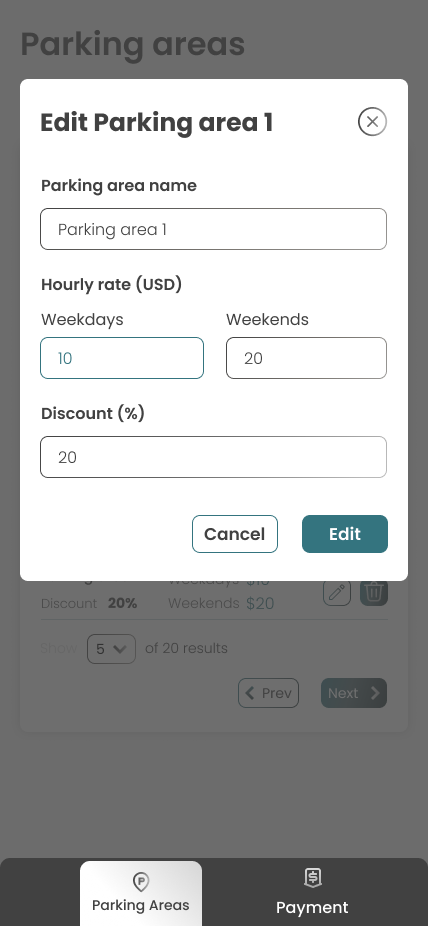 Parking areas
Edit Parking area 1
Parking area name
Parking area 1
Hourly rate (USD)
Weekdays Weekends
10 20
Discount (%)
20
Cancel Edit
Weekdays $10
Discount 20% Weekends $20
Show 5 of 20 results
Prev Next
Parking Areas Payment